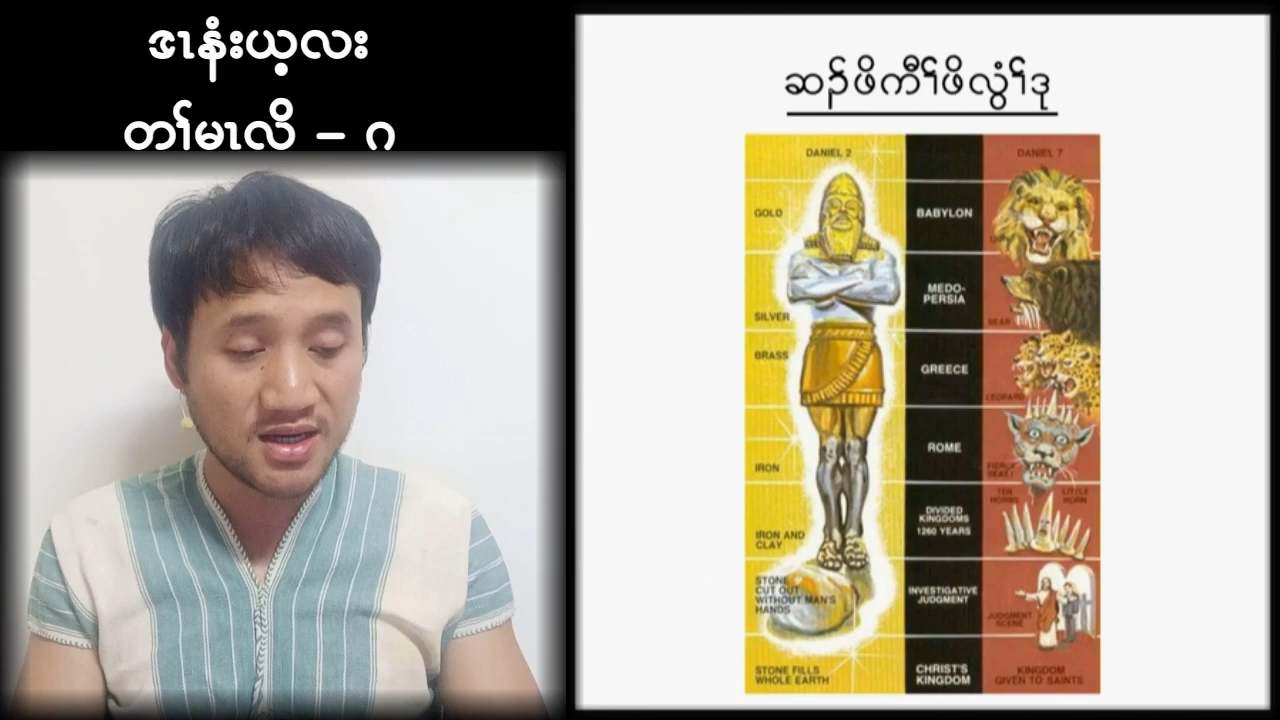 ဇၤနံးယ့လး
တၢ်မၤလိ – ဂ
ဆၣ်ဖိကီၢ်ဖိလွံၢ်ဒု
DANIEL 2
DANIEL 7
GOLD
BABYLON
LION
SILVER
MEDO-
PERSIA
BEAR
BRASS
GREECE
LEOPARD
IRON
ROME
FIERCE
BEAST
IRON AND
CLAY
DIVIDED
KINGDOMS
1260 YEARS
TEN
HORNS
LITTLE
HORN
STONE
CUT OUT
WITHOUT MAN'S
HANDS
INVESTIGATIVE
JUDGMENT
JUDGMENT
SCENE
STONE FILLS
WHOLE EARTH
CHRIST'S
KINGDOM
KINGDOM
GIVEN TO SAINTS